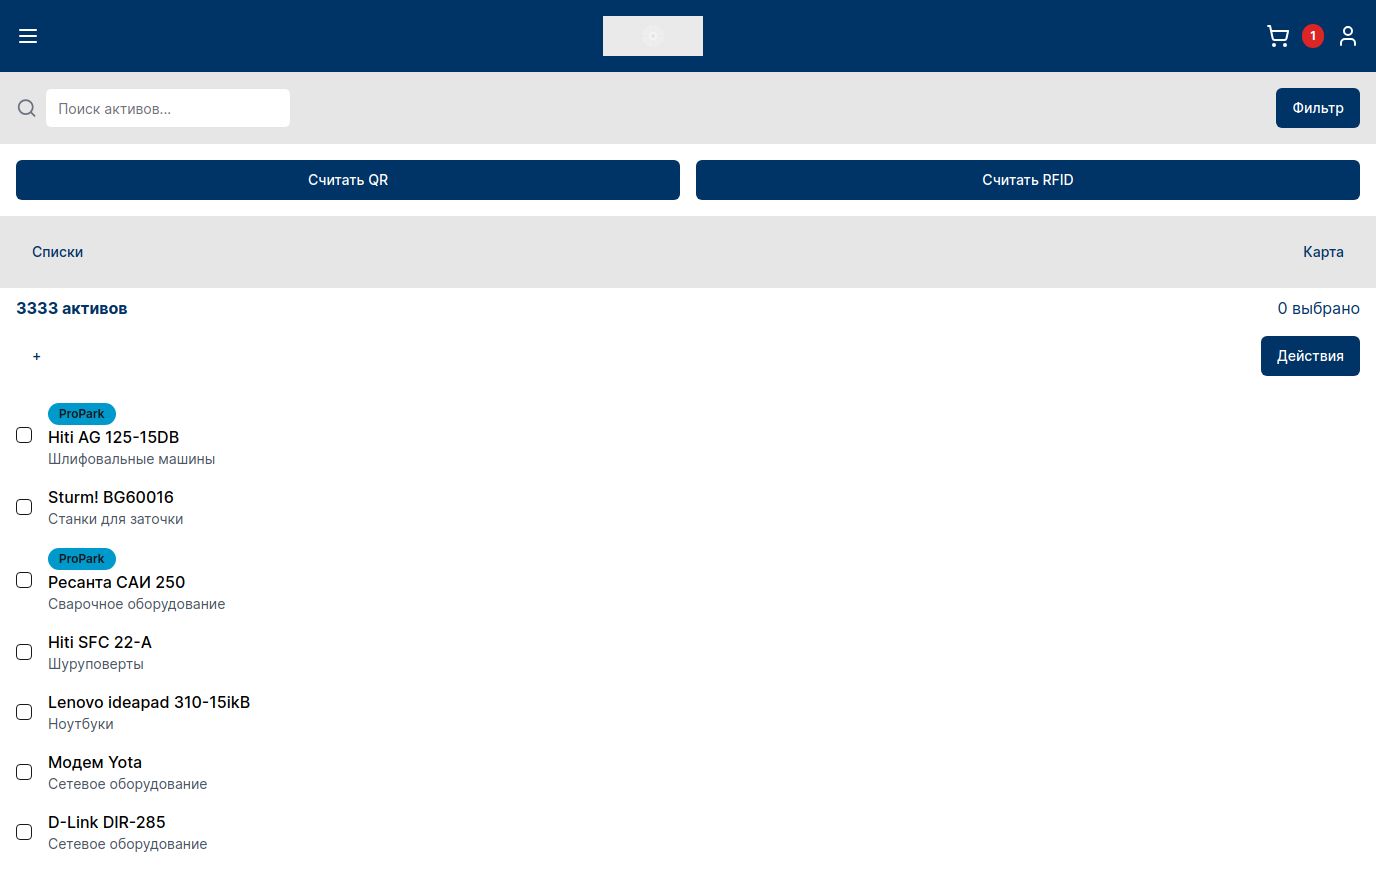 1
Поиск активов...
Фильтр
Считать QR
Считать RFID
Списки
Карта
3333 активов
0 выбрано
+
Действия
ProPark
Hiti AG 125-15DB
Шлифовальные машины
Sturm! BG60016
Станки для заточки
ProPark
Ресанта САИ 250
Сварочное оборудование
Hiti SFC 22-A
Шуруповерты
Lenovo ideapad 310-15ikB
Ноутбуки
Модем Yota
Сетевое оборудование
D-Link DIR-285
Сетевое оборудование